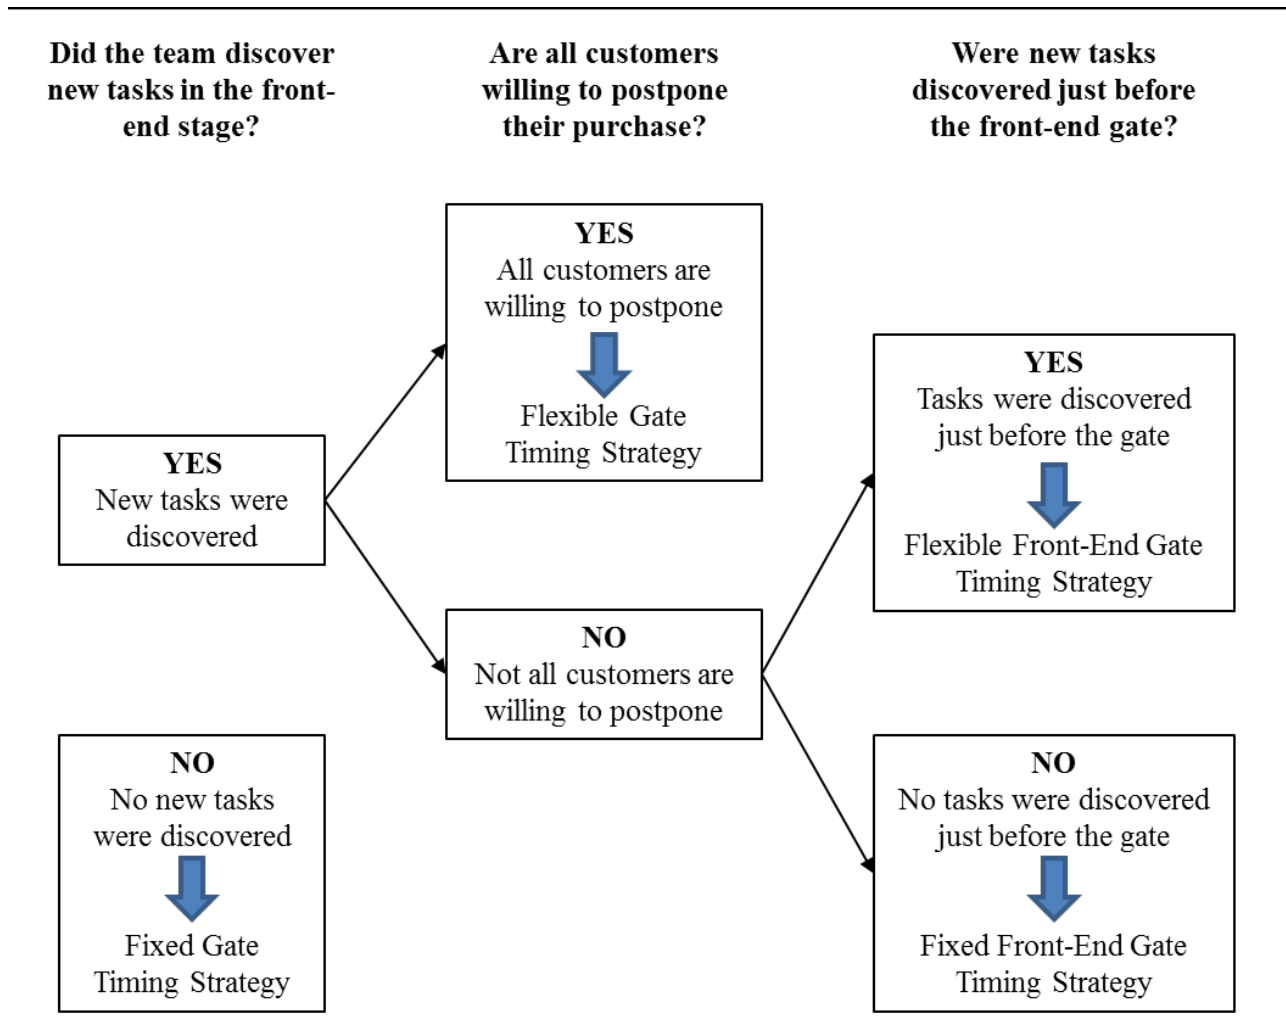 Did the team discover
new tasks in the front-
end stage?
Are all customers
willing to postpone
their purchase?
Were new tasks
discovered just before
the front-end gate?
YES
New tasks were
discovered
NO
No new tasks
were discovered
Fixed Gate
Timing Strategy
YES
All customers are
willing to postpone
Flexible Gate
Timing Strategy
NO
Not all customers are
willing to postpone
YES
Tasks were discovered
just before the gate
Flexible Front-End Gate
Timing Strategy
NO
No tasks were discovered
just before the gate
Fixed Front-End Gate
Timing Strategy